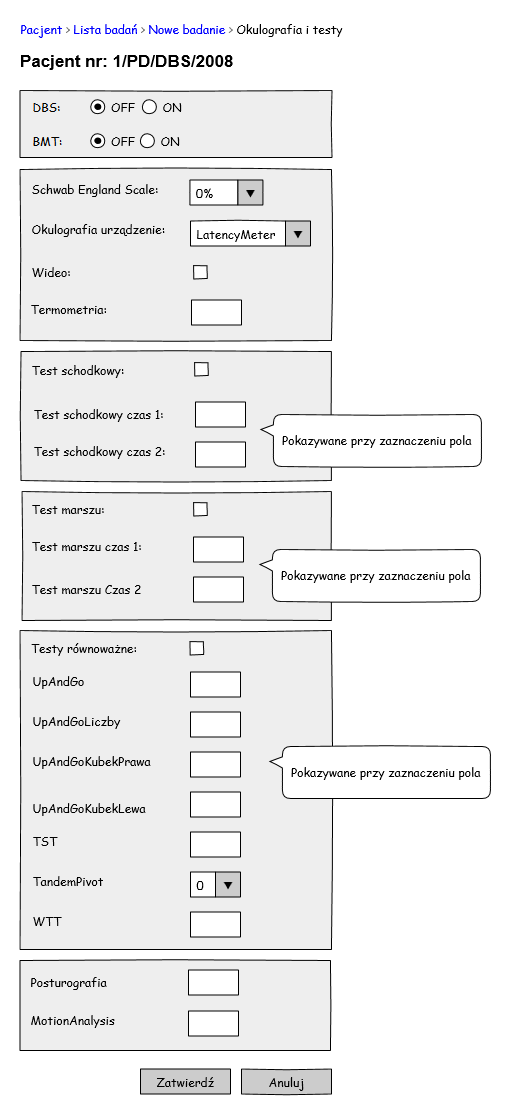 Pacjent > Lista badań > Nowe badanie > Okulografia i testy
Pacjent nr: 1/PD/DBS/2008
DBS: OFF ON
BMT: OFF ON
Schwab England Scale: 0%
Okulografia urządzenie: LatencyMeter
Wideo:
Termometria:
Test schodkowy:
Test schodkowy czas 1:
Pokazywane przy zaznaczeniu pola
Test schodkowy czas 2:
Test marszu:
Test marszu czas 1:
Pokazywane przy zaznaczeniu pola
Test marszu Czas 2
Testy równoważne:
UpAndGo
UpAndGoLiczby
UpAndGoKubekPrawa
Pokazywane przy zaznaczeniu pola
UpAndGoKubekLewa
TST
TandemPivot 0
WTT
Posturografia
MotionAnalysis
Zatwierdź Anuluj